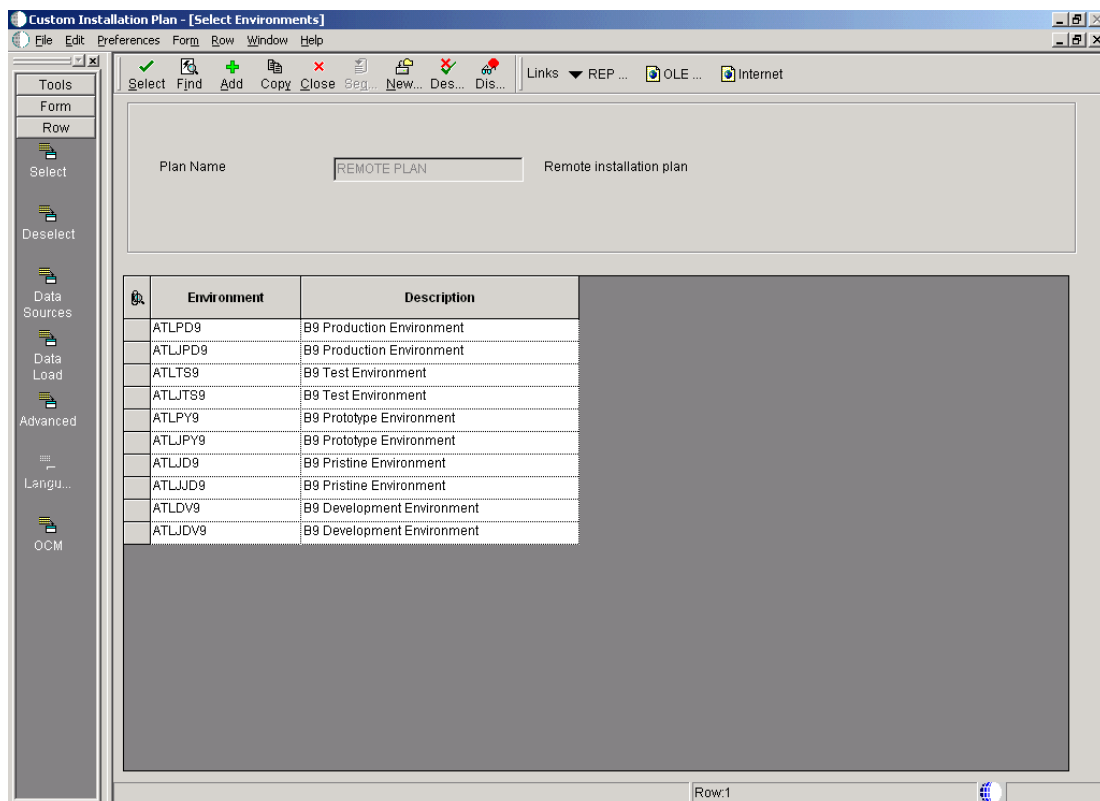 Custom Installation Plan - [Select Environments]
File Edit Preferences Form Row Window Help
Tools
Form
Row
Select
Deselect
Data
Sources
Data
Load
Advanced
Langu...
OCM
Select Find Add Copy Close Seq... New... Des... Dis...
Links REP ... OLE ... Internet
Plan Name REMOTE PLAN Remote installation plan
Environment Description
ATLPD9 B9 Production Environment
ATLJPD9 B9 Production Environment
ATLTS9 B9 Test Environment
ATLJTS9 B9 Test Environment
ATLPY9 B9 Prototype Environment
ATLJPY9 B9 Prototype Environment
ATLJD9 B9 Pristine Environment
ATLJJD9 B9 Pristine Environment
ATLDV9 B9 Development Environment
ATLJDV9 B9 Development Environment
Row:1